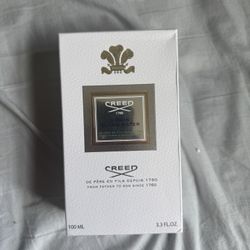 CREED
1760
CREED
DE PÈRE EN FILS DEPUIS 1760
FROM FATHER TO SON SINCE 1760
100 ML
3.3 FL.OZ.